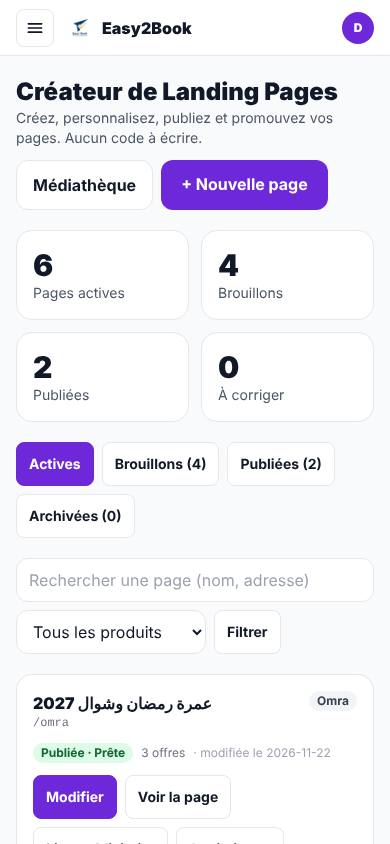 Easy2Book
D
Créateur de Landing Pages
Créez, personnalisez, publiez et promouvez vos
pages. Aucun code à écrire.
Médiathèque
+ Nouvelle page
6
Pages actives
4
Brouillons
2
Publiées
0
À corriger
Actives
Brouillons (4)
Publiées (2)
Archivées (0)
Rechercher une page (nom, adresse)
Tous les produits
Filtrer
عمرة رمضان وشوال 2027
Omra
/omra
Publiée · Prête
3 offres
· modifiée le 2026-11-22
Modifier
Voir la page